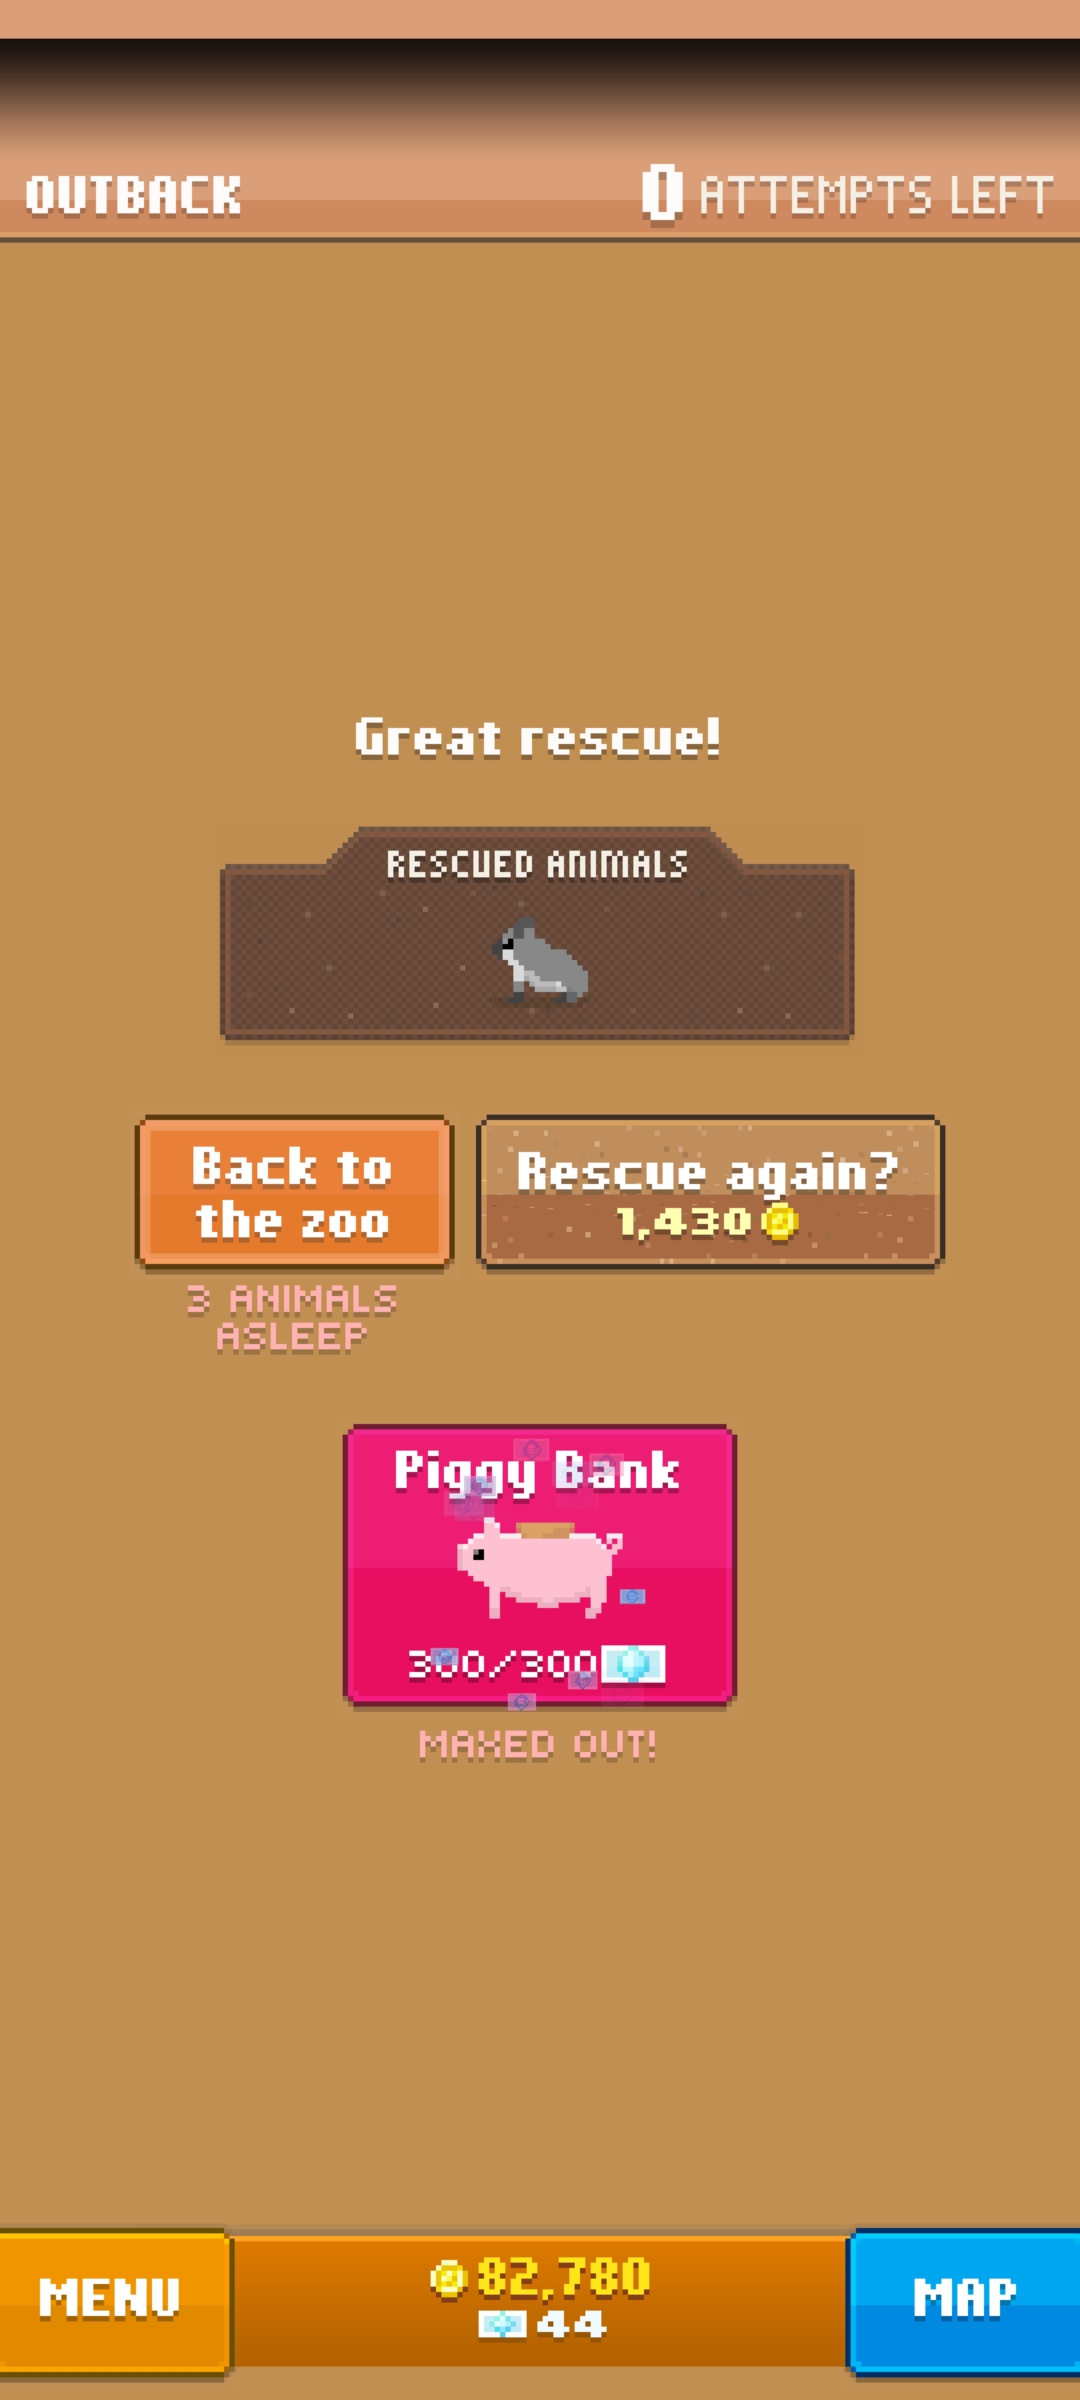 OUTBACK
0 ATTEMPTS LEFT
Great rescue!
RESCUED ANIMALS
Back to
the zoo
Rescue again?
1,430
3 ANIMALS
ASLEEP
Piggy Bank
300/300
MAXED OUT!
MENU
82,780
44
MAP